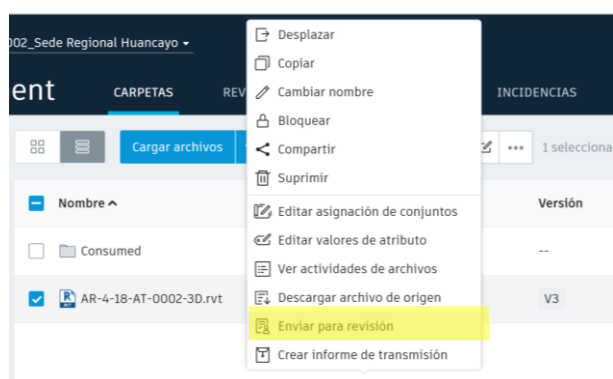 Desplazar
002_Sede Regional Huancayo
Copiar
ent CARPETAS REV Cambiar nombre INCIDENCIAS
Bloquear
Cargar archivos Compartir 1 selecciona
Suprimir
Nombre Editar asignación de conjuntos Versión
Consumed Editar valores de atributo --
Ver actividades de archivos
AR-4-18-AT-0002-3D.rvt Descargar archivo de origen V3
Enviar para revisión
Crear informe de transmisión